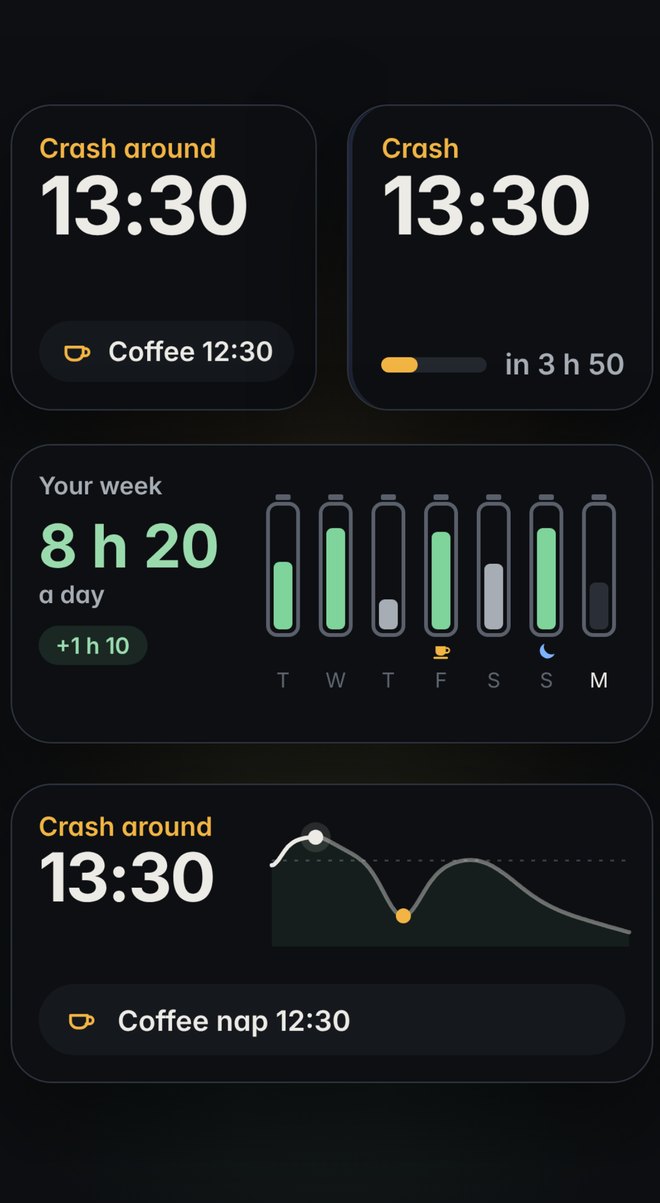 Crash around
13:30
Coffee 12:30
Crash
13:30
in 3 h 50
Your week
8 h 20
a day
+1 h 10
T W T F S S M
Crash around
13:30
Coffee nap 12:30